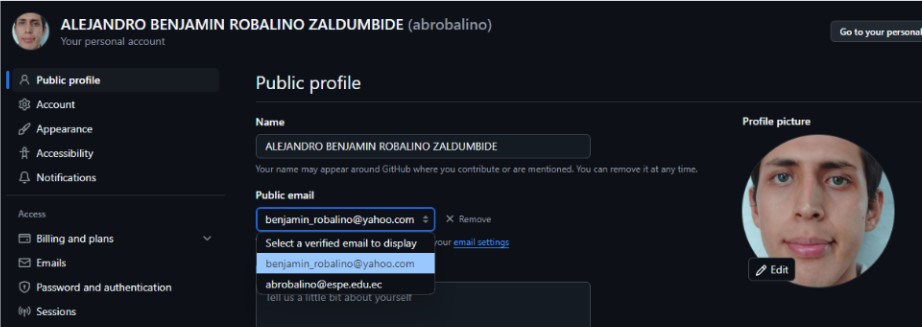 ALEJANDRO BENJAMIN ROBALINO ZALDUMBIDE (abrobalino)
Your personal account
Go to your personal
Public profile
Account
Appearance
Accessibility
Notifications
Access
Billing and plans
Emails
Password and authentication
Sessions
Public profile
Name
ALEJANDRO BENJAMIN ROBALINO ZALDUMBIDE
Your name may appear around GitHub where you contribute or are mentioned. You can remove it at any time.
Public email
benjamin_robalino@yahoo.com
Remove
your email settings
Select a verified email to display
benjamin_robalino@yahoo.com
abrobalino@espe.edu.ec
Tell us a little bit about yourself
Profile picture
Edit